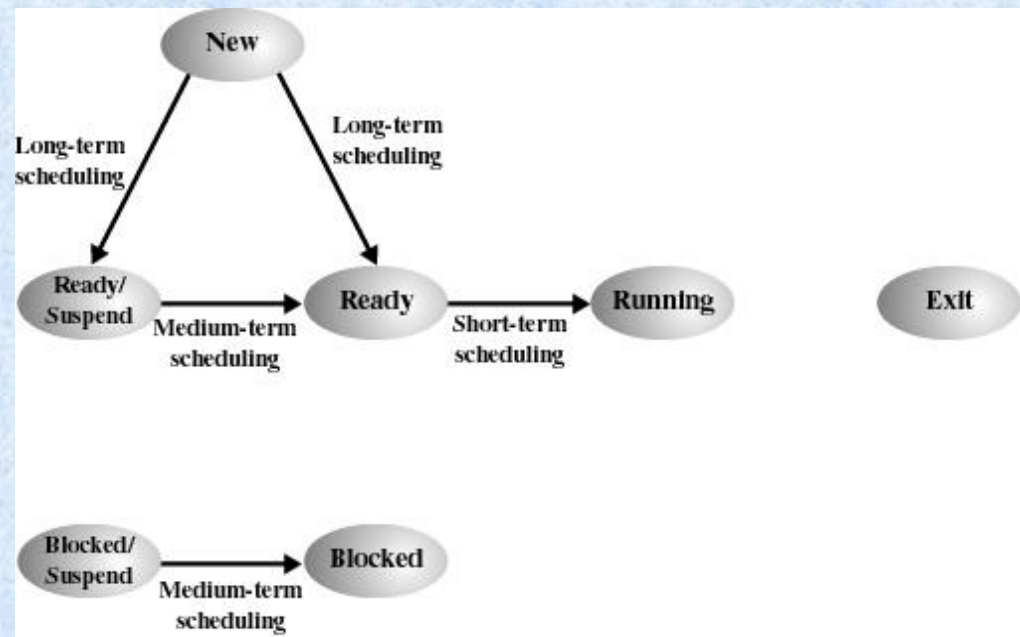 New
Long-term
scheduling
Long-term
scheduling
Ready/
Suspend
Medium-term
scheduling
Ready
Short-term
scheduling
Running
Exit
Blocked/
Suspend
Medium-term
scheduling
Blocked